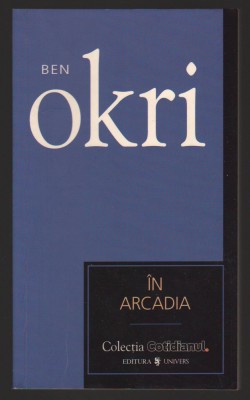 BEN
okri
ÎN
ARCADIA
Colecția Cotidianul.
EDITURA UNIVERS